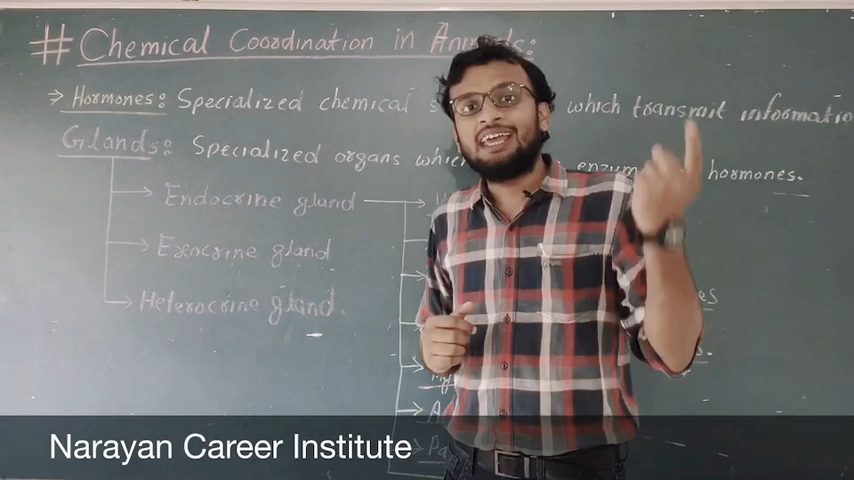 # Chemical Coordination in Animals:
→ Hormones: Specialized chemical which transmit informatio
Glands: Specialized organs which enzym hormones.
→ Endocrine gland →
→ Exocrine gland
→ Heterocrine gland.
Narayan Career Institute